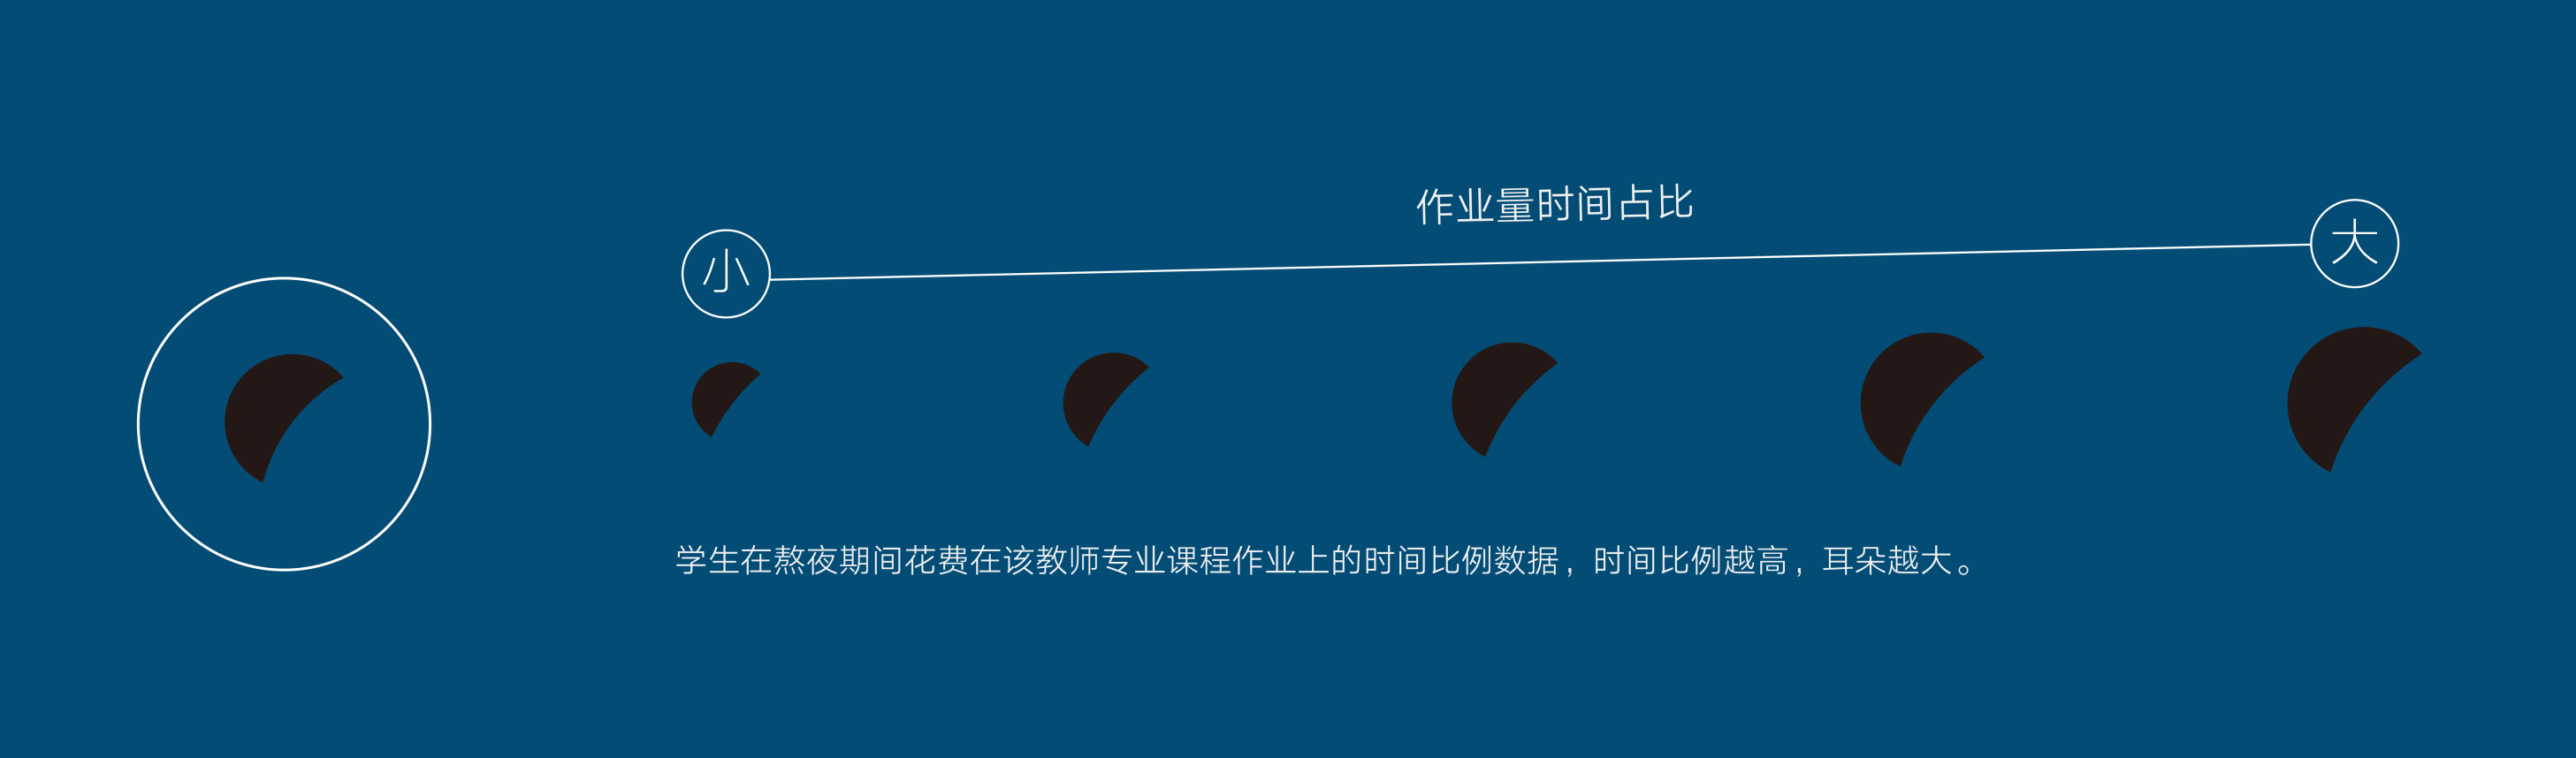 作业量时间占比
小
大
学生在熬夜期间花费在该教师专业课程作业上的时间比例数据，时间比例越高，耳朵越大。